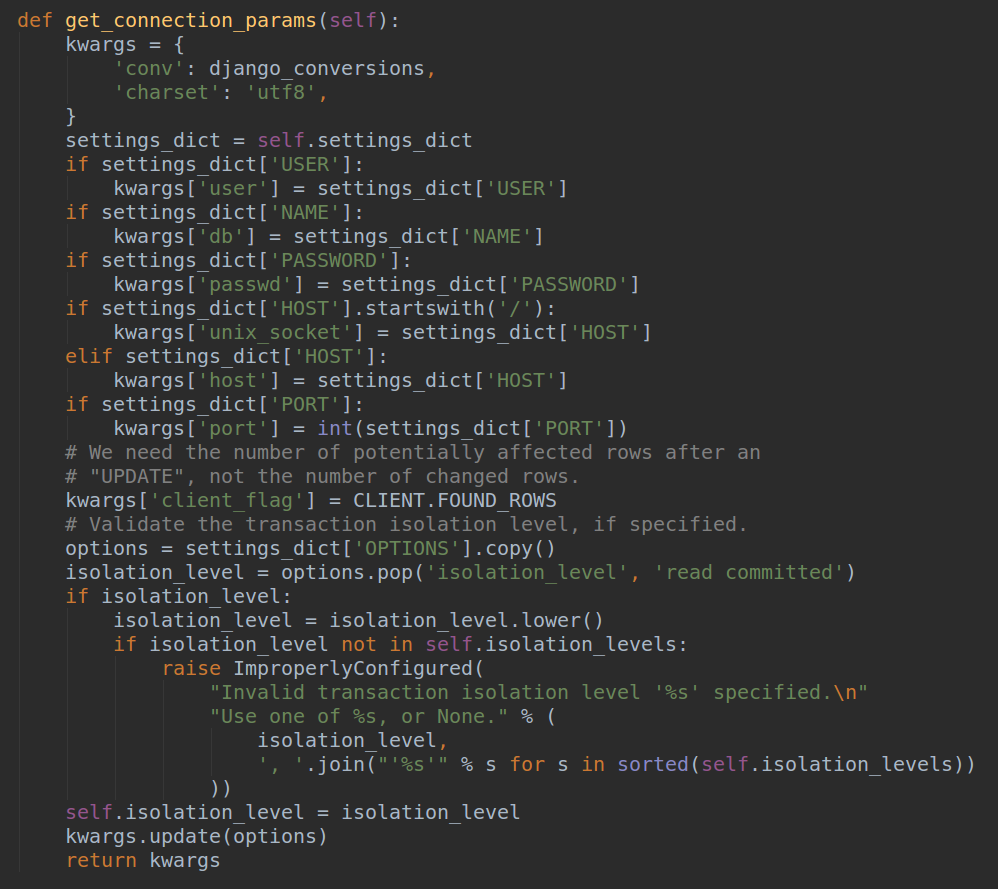 def get_connection_params(self):
    kwargs = {
        'conv': django_conversions,
        'charset': 'utf8',
    }
    settings_dict = self.settings_dict
    if settings_dict['USER']:
        kwargs['user'] = settings_dict['USER']
    if settings_dict['NAME']:
        kwargs['db'] = settings_dict['NAME']
    if settings_dict['PASSWORD']:
        kwargs['passwd'] = settings_dict['PASSWORD']
    if settings_dict['HOST'].startswith('/'):
        kwargs['unix_socket'] = settings_dict['HOST']
    elif settings_dict['HOST']:
        kwargs['host'] = settings_dict['HOST']
    if settings_dict['PORT']:
        kwargs['port'] = int(settings_dict['PORT'])
    # We need the number of potentially affected rows after an
    # "UPDATE", not the number of changed rows.
    kwargs['client_flag'] = CLIENT.FOUND_ROWS
    # Validate the transaction isolation level, if specified.
    options = settings_dict['OPTIONS'].copy()
    isolation_level = options.pop('isolation_level', 'read committed')
    if isolation_level:
        isolation_level = isolation_level.lower()
        if isolation_level not in self.isolation_levels:
            raise ImproperlyConfigured(
                "Invalid transaction isolation level '%s' specified.\n"
                "Use one of %s, or None." % (
                    isolation_level,
                    ', '.join("'%s'" % s for s in sorted(self.isolation_levels))
                ))
    self.isolation_level = isolation_level
    kwargs.update(options)
    return kwargs